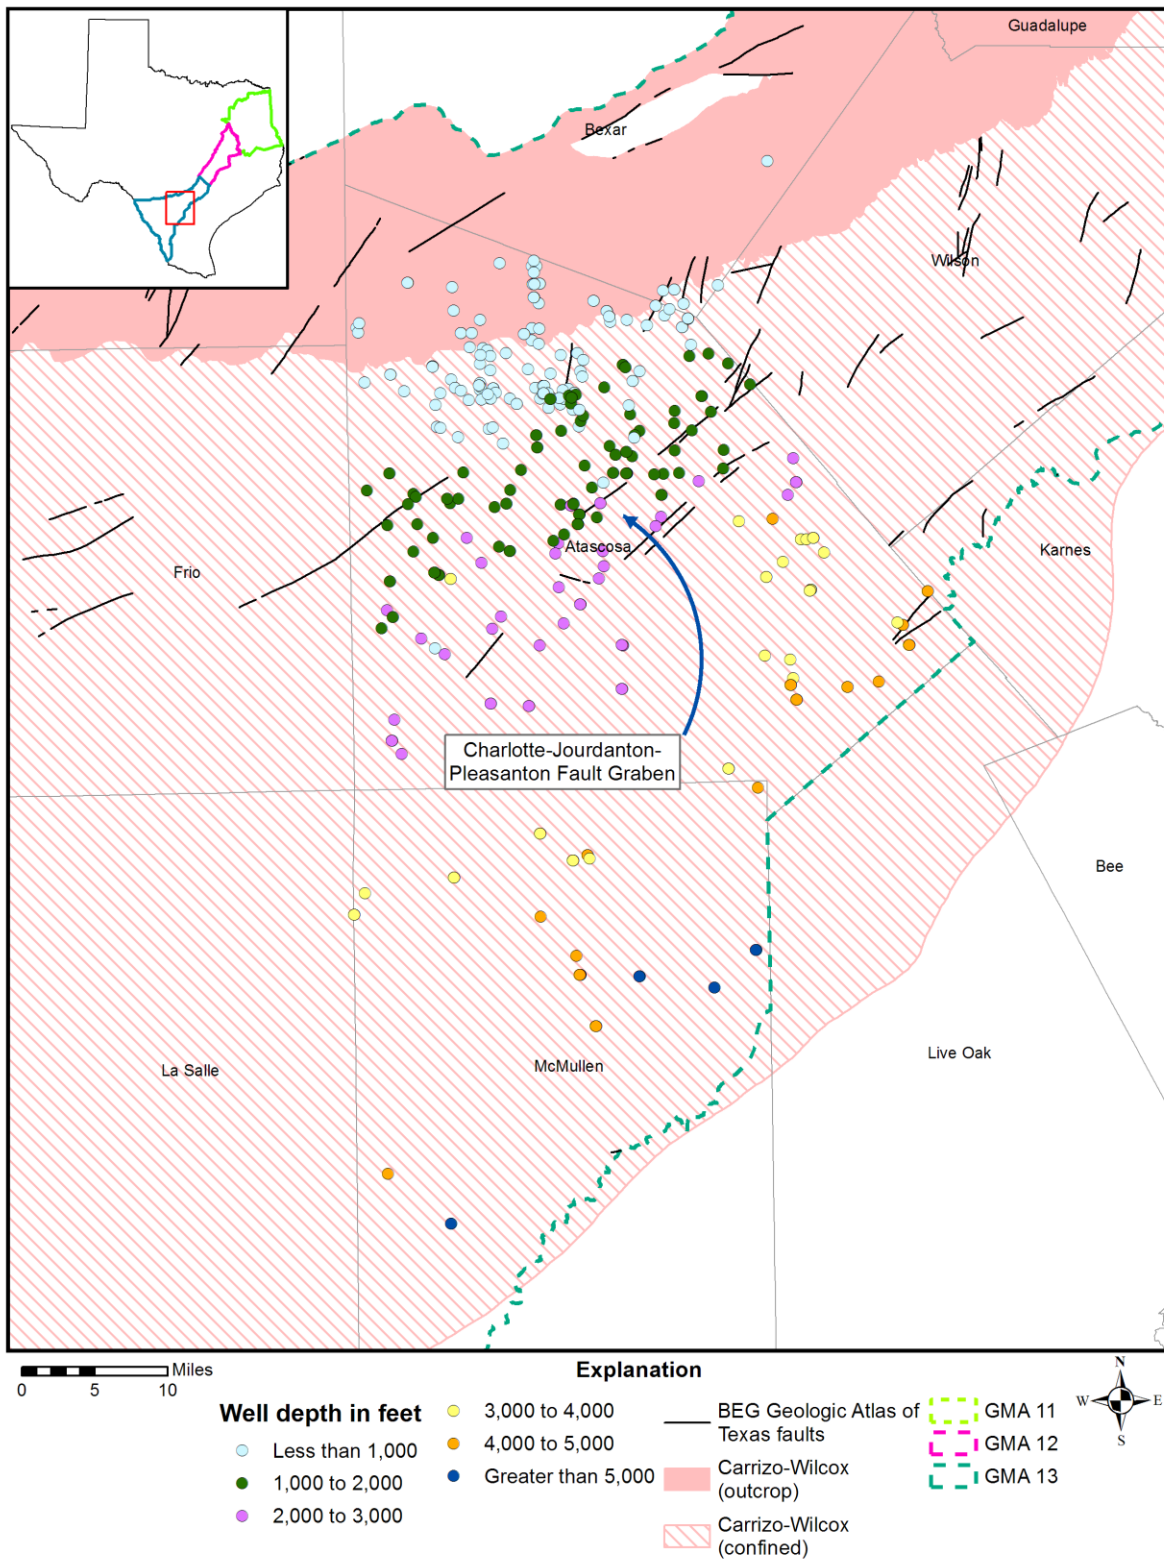 Guadalupe
Bexar
Wilson
Atascosa
Frio
Karnes
Charlotte-Jourdanton-
Pleasanton Fault Graben
Bee
La Salle
McMullen
Live Oak
Miles
0 5 10
Explanation
Well depth in feet
Less than 1,000
1,000 to 2,000
2,000 to 3,000
3,000 to 4,000
4,000 to 5,000
Greater than 5,000
BEG Geologic Atlas of
Texas faults
Carrizo-Wilcox
(outcrop)
Carrizo-Wilcox
(confined)
GMA 11
GMA 12
GMA 13
N
W E
S